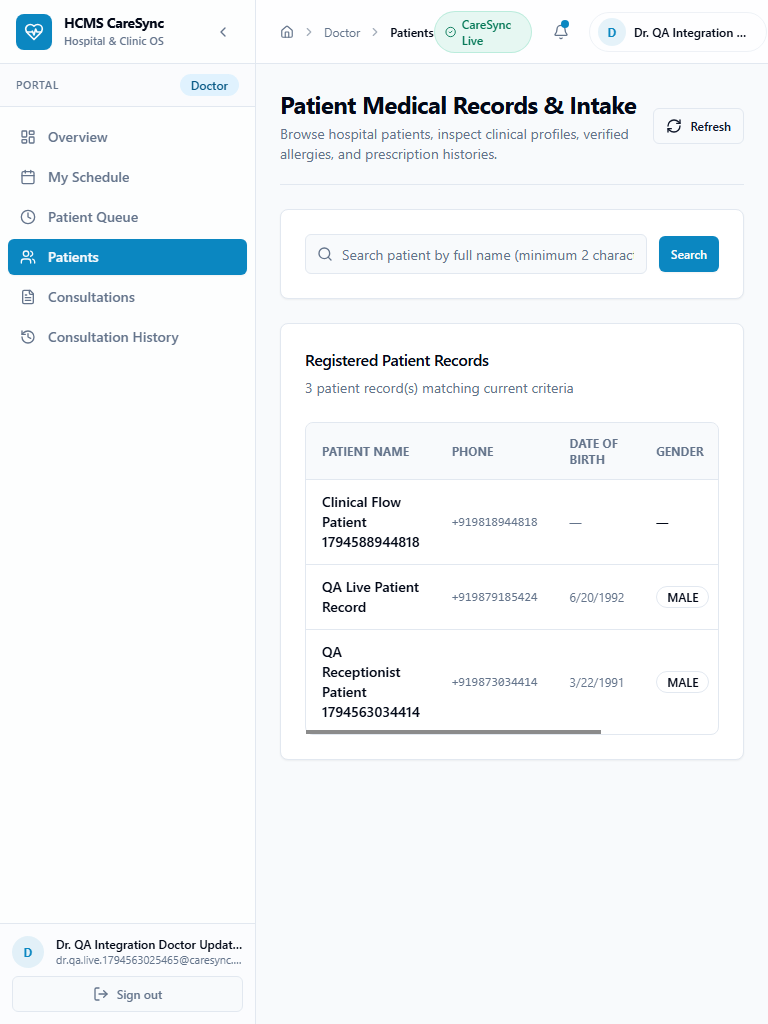 HCMS CareSync
Hospital & Clinic OS
PORTAL
Doctor
Overview
My Schedule
Patient Queue
Patients
Consultations
Consultation History
D
Dr. QA Integration Doctor Updat...
dr.qa.live.1794563025465@caresync....
Sign out
Doctor
Patients
CareSync
Live
D
Dr. QA Integration ...
Patient Medical Records & Intake
Browse hospital patients, inspect clinical profiles, verified
allergies, and prescription histories.
Refresh
Search patient by full name (minimum 2 charac
Search
Registered Patient Records
3 patient record(s) matching current criteria
PATIENT NAME PHONE DATE OF BIRTH GENDER
Clinical Flow
Patient
1794588944818
+919818944818 — —
QA Live Patient
Record
+919879185424 6/20/1992 MALE
QA
Receptionist
Patient
1794563034414
+919873034414 3/22/1991 MALE